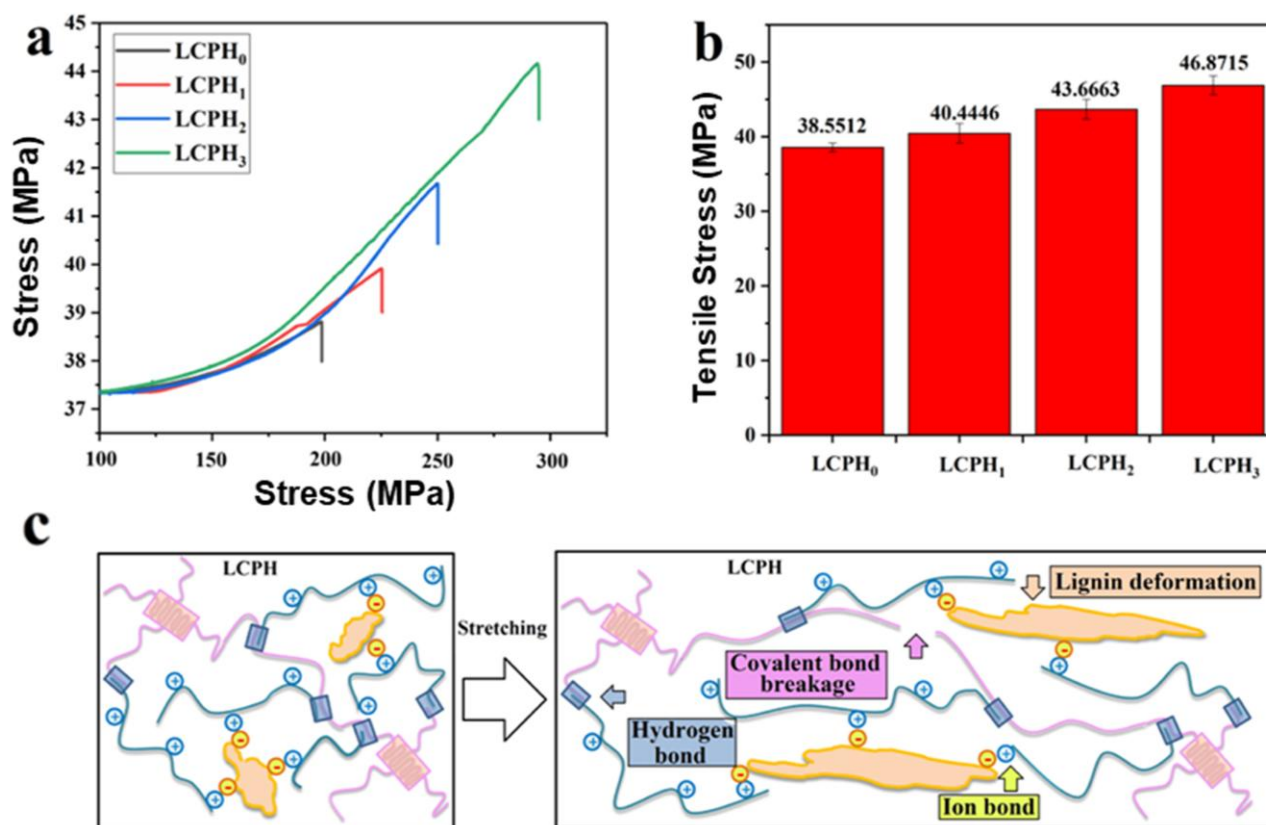 a
45
44
43
42
41
40
39
38
37
Stress (MPa)
LCPH₀
LCPH₁
LCPH₂
LCPH₃
100 150 200 250 300
Stress (MPa)
b
50
40
30
20
10
0
Tensile Stress (MPa)
38.5512
40.4446
43.6663
46.8715
LCPH₀ LCPH₁ LCPH₂ LCPH₃
c
LCPH
+ + + + + + + +
- - - - -
Stretching
LCPH
+ + + + + + + + + +
- - - - -
Lignin deformation
Covalent bond
breakage
Hydrogen
bond
Ion bond